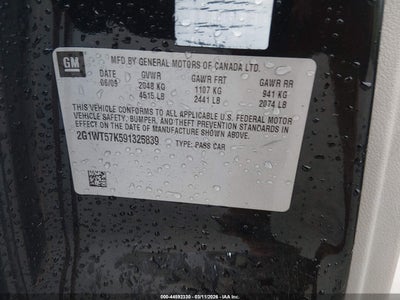 GM
MFD BY GENERAL MOTORS OF CANADA LTD.
DATE GVWR GAWR FRT GAWR RR
06/09 2048 KG 1107 KG 941 KG
4515 LB 2441 LB 2074 LB
THIS VEHICLE CONFORMS TO ALL APPLICABLE U.S. FEDERAL MOTOR
VEHICLE SAFETY, BUMPER, AND THEFT PREVENTION STANDARDS IN
EFFECT ON THE DATE OF MANUFACTURE SHOWN ABOVE.
2G1WT57K591325839 TYPE: PASS CAR
000-44592330 - 03/11/2026 - IAA Inc.